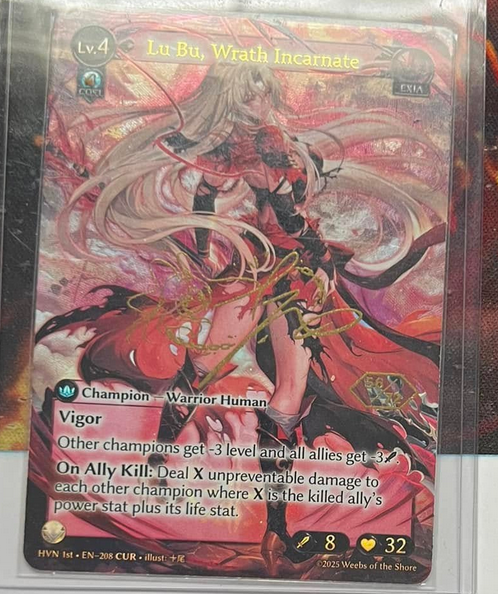 Lv.4
Lu Bu, Wrath Incarnate
COST
EXIA
Champion — Warrior Human
Vigor
Other champions get -3 level and all allies get -3.
On Ally Kill: Deal X unpreventable damage to
each other champion where X is the killed ally's
power stat plus its life stat.
8
32
HVN 1st • EN-208 CUR • illust: 十尾
©2025 Weebs of the Shore